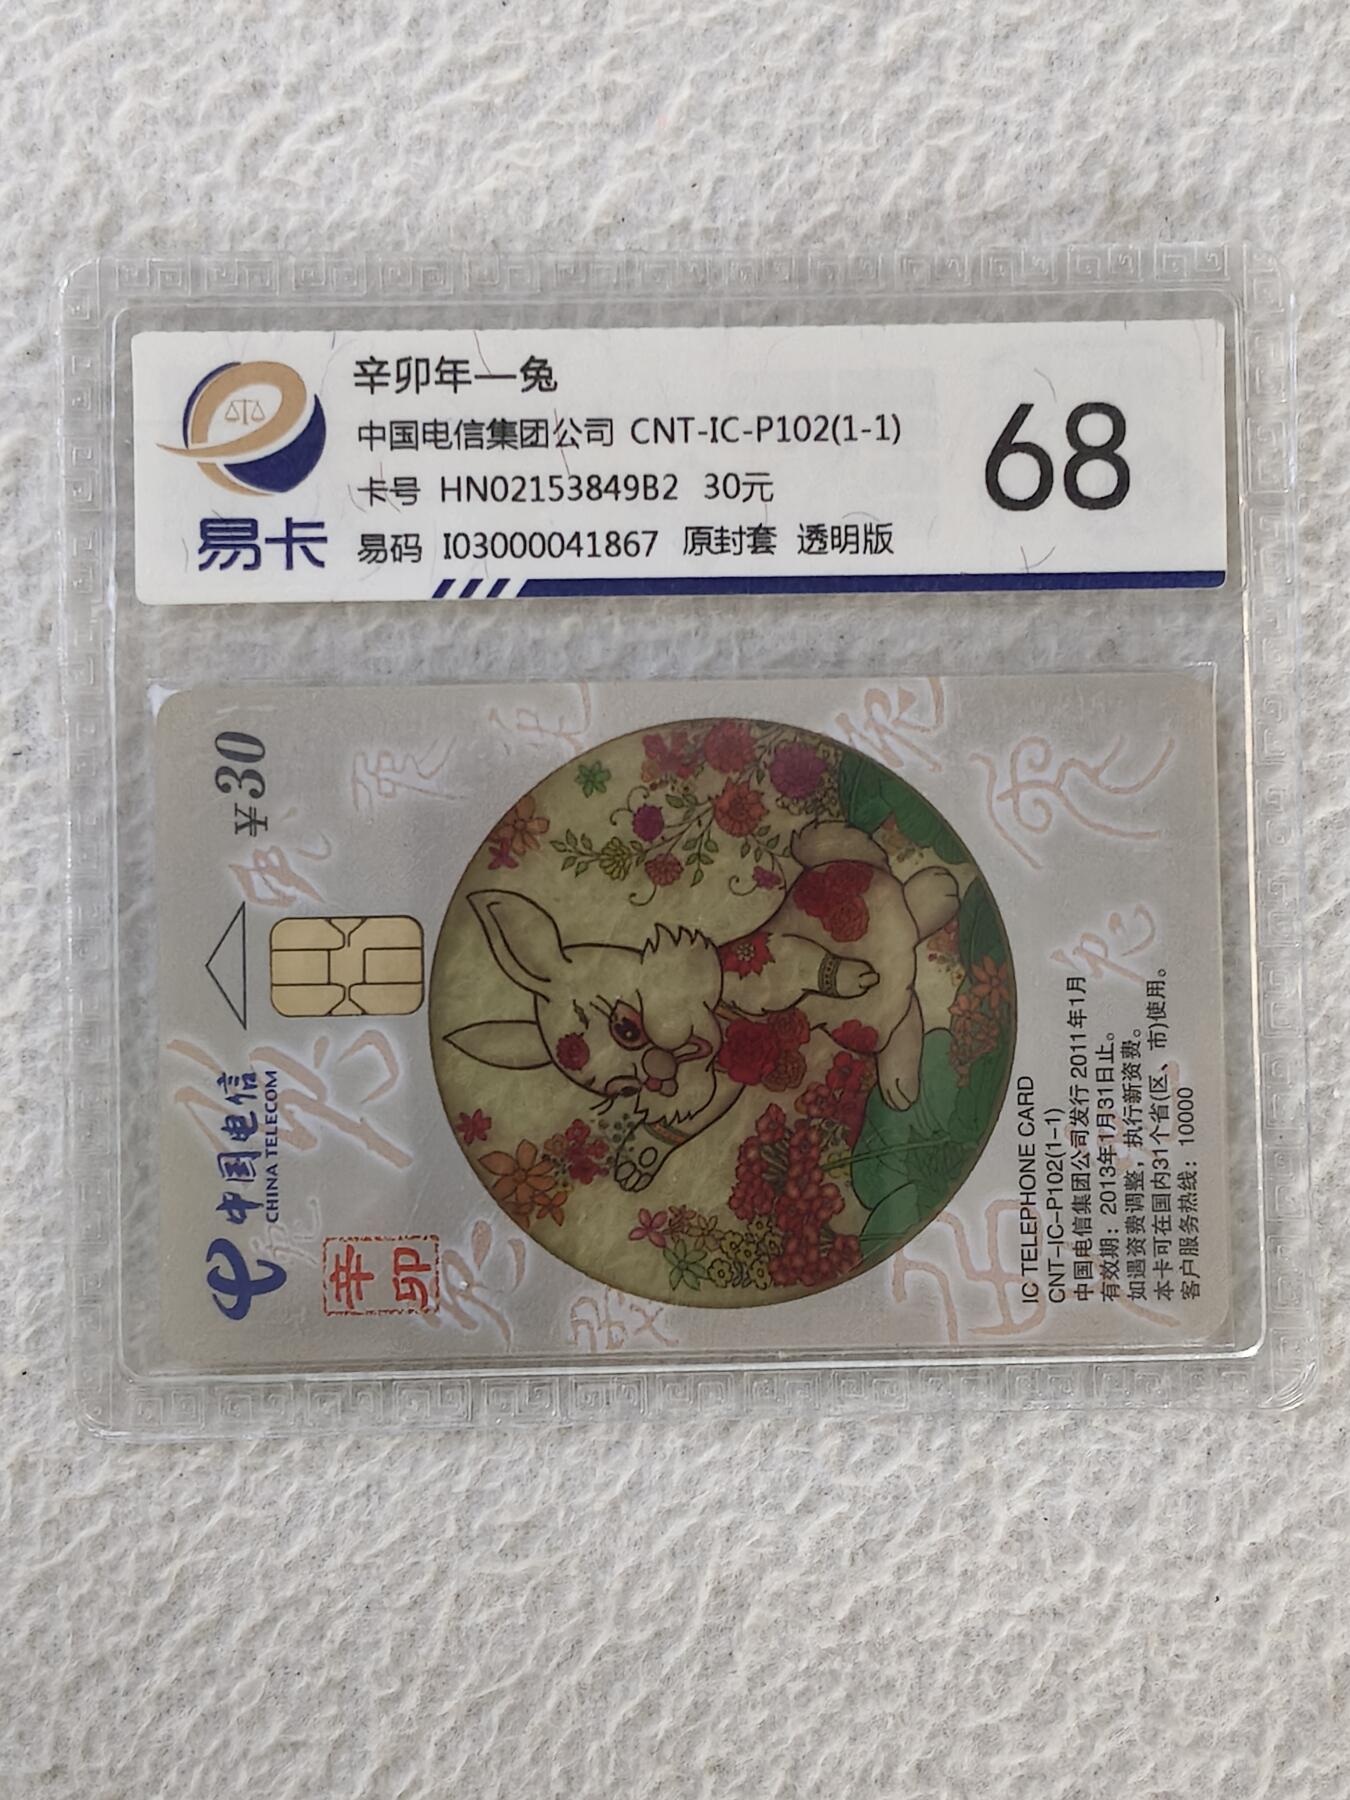 辛卯年—兔
中国电信集团公司 CNT-IC-P102(1-1)
卡号 HN02153849B2 30元
易码 I03000041867 原封套 透明版
易卡
68
¥30
中国电信
CHINA TELECOM
辛卯
IC TELEPHONE CARD
CNT-IC-P102(1-1)
中国电信集团公司发行 2011年1月
有效期：2013年1月31日止。
如遇资费调整，执行新资费。
本卡可在国内31个省(区、市)使用。
客户服务热线：10000